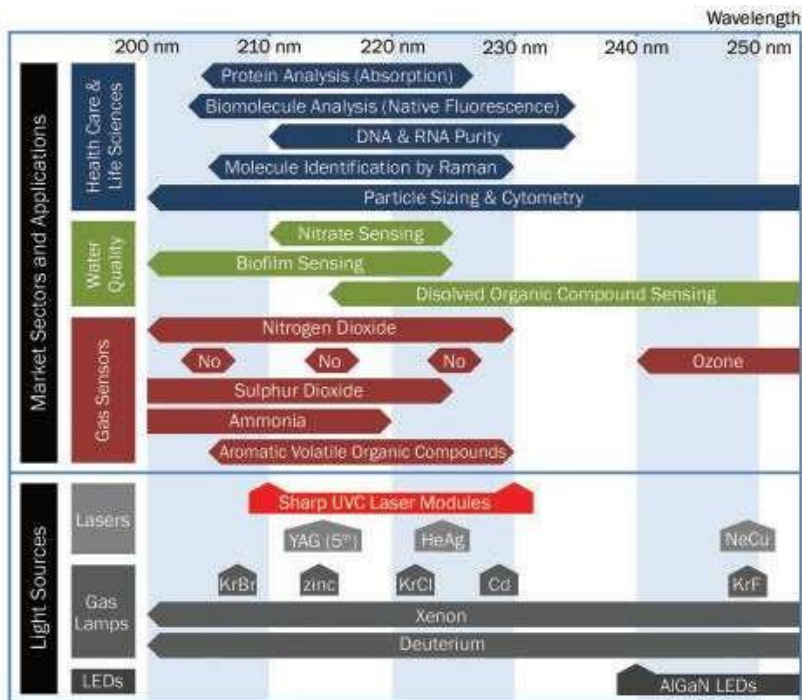 Wavelength
200 nm 210 nm 220 nm 230 nm 240 nm 250 nm
Market Sectors and Applications
Health Care &
Life Sciences
Protein Analysis (Absorption)
Biomolecule Analysis (Native Fluorescence)
DNA & RNA Purity
Molecule Identification by Raman
Particle Sizing & Cytometry
Water
Quality
Nitrate Sensing
Biofilm Sensing
Disolved Organic Compound Sensing
Gas Sensors
Nitrogen Dioxide
No No No Ozone
Sulphur Dioxide
Ammonia
Aromatic Volatile Organic Compounds
Light Sources
Lasers
Sharp UVC Laser Modules
YAG (5th) HeAg NeCu
Gas
Lamps
KrBr zinc KrCl Cd KrF
Xenon
Deuterium
LEDs
AlGaN LEDs